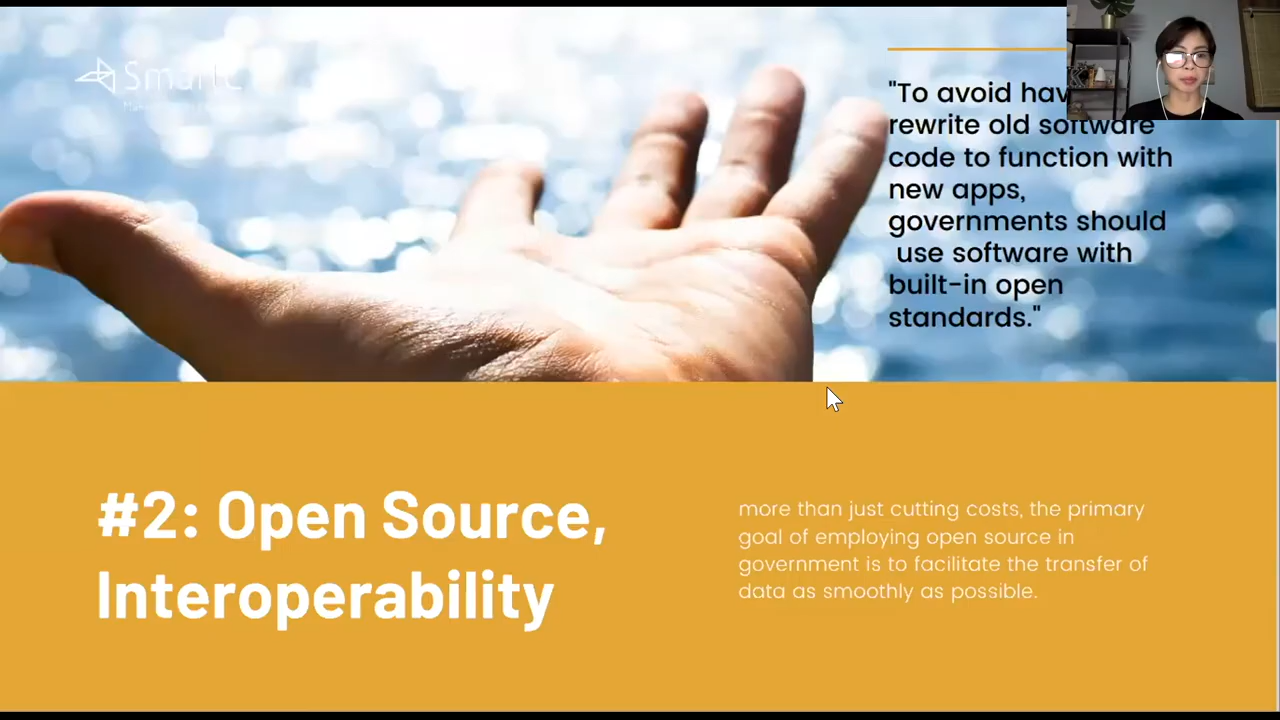 "To avoid
rewrite old software
code to function with
new apps,
governments should
use software with
built-in open
standards."
#2: Open Source,
Interoperability
more than just cutting costs, the primary
goal of employing open source in
government is to facilitate the transfer of
data as smoothly as possible.